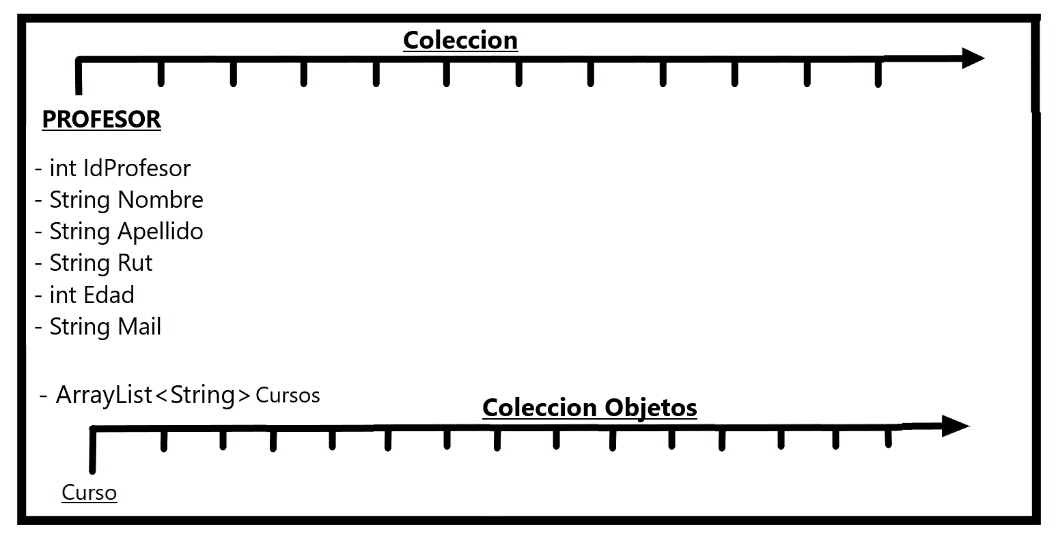 Coleccion
PROFESOR
- int IdProfesor
- String Nombre
- String Apellido
- String Rut
- int Edad
- String Mail
- ArrayList<String> Cursos
Coleccion Objetos
Curso